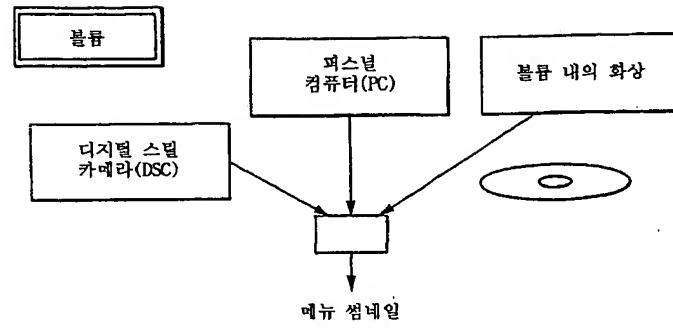 볼륨
퍼스널
컴퓨터(PC)
볼륨 내의 화상
디지털 스틸
카메라(DSC)
메뉴 썸네일